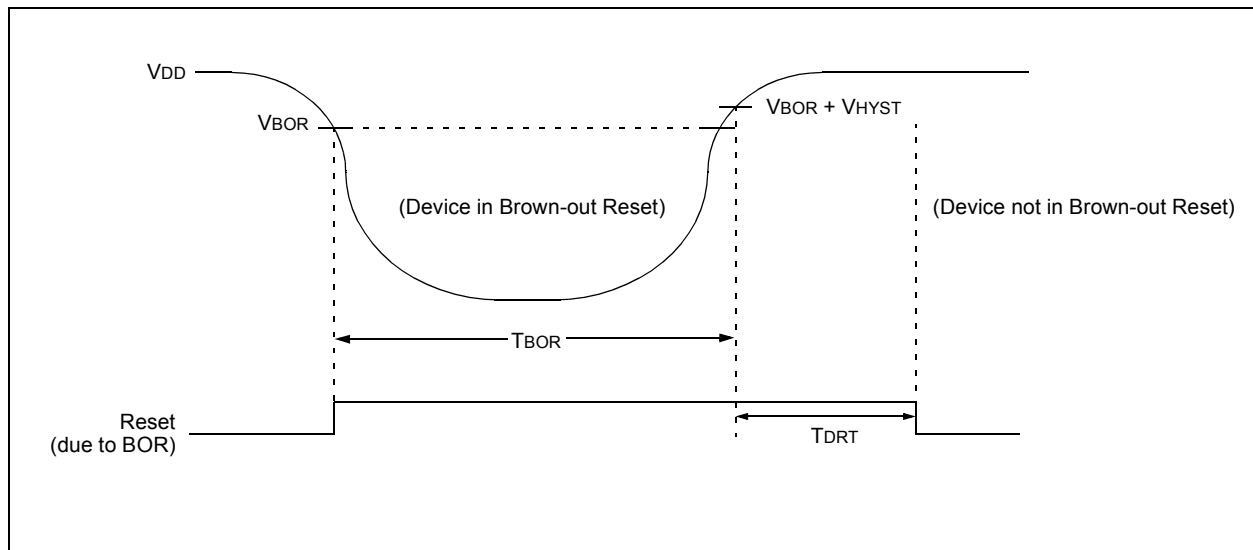 VDD
VBOR + VHYST
VBOR
(Device in Brown-out Reset)
(Device not in Brown-out Reset)
TBOR
Reset
(due to BOR)
TDRT